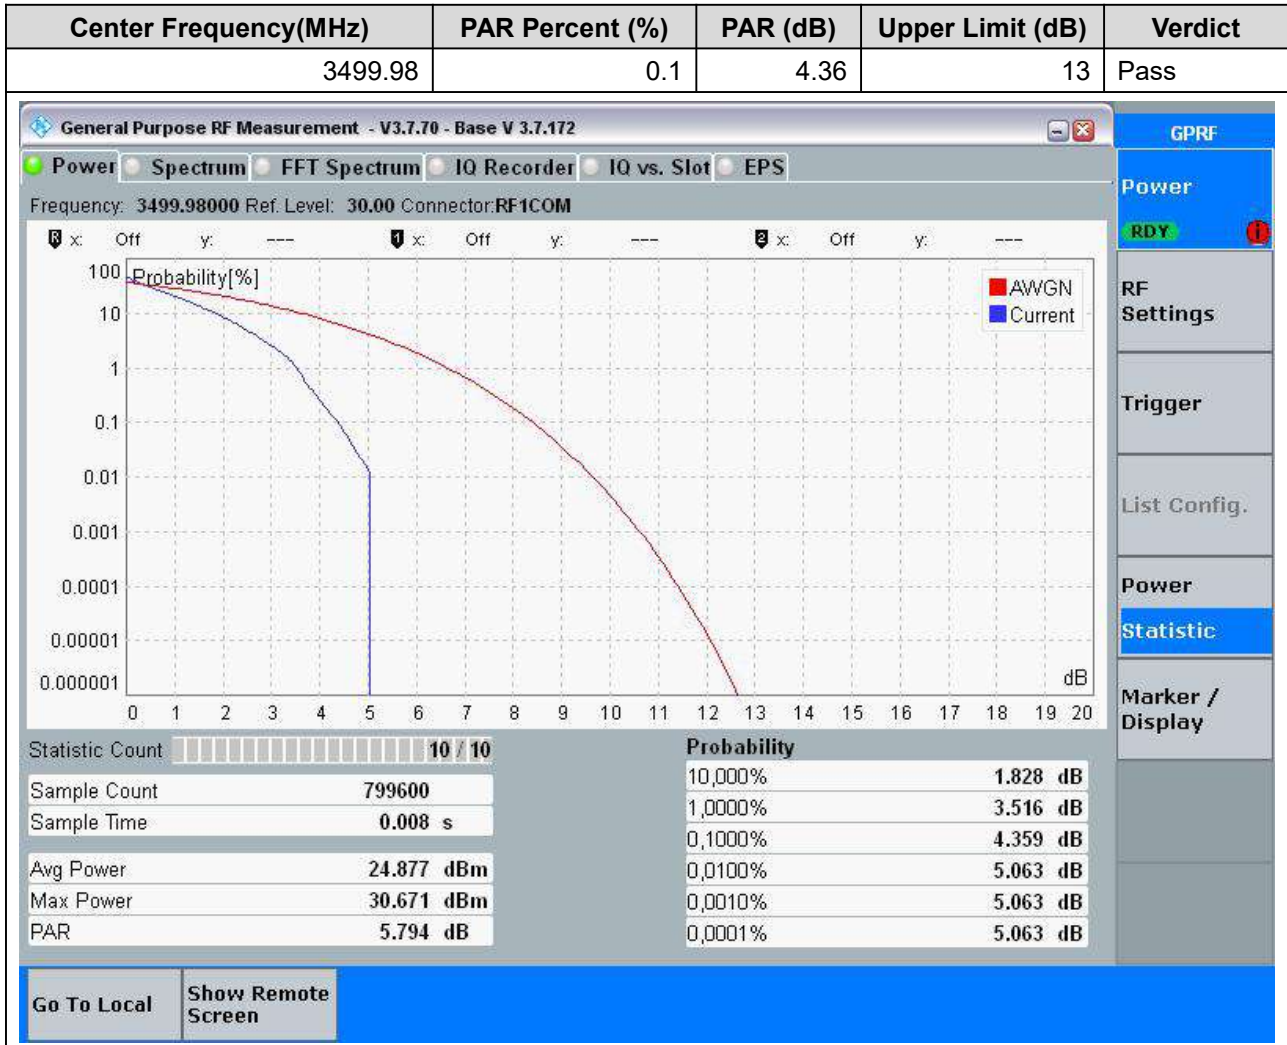 Center Frequency(MHz) PAR Percent (%) PAR (dB) Upper Limit (dB) Verdict
3499.98 0.1 4.36 13 Pass
General Purpose RF Measurement - V3.7.70 - Base V 3.7.172
GPRF
Power Spectrum FFT Spectrum IQ Recorder IQ vs. Slot EPS
Frequency: 3499.98000 Ref. Level: 30.00 Connector:RF1COM
R x: Off y: --- 1 x: Off y: --- 2 x: Off y: ---
Probability[%]
AWGN
Current
100
10
1
0.1
0.01
0.001
0.0001
0.00001
0.000001
dB
0 1 2 3 4 5 6 7 8 9 10 11 12 13 14 15 16 17 18 19 20
Statistic Count 10 / 10
Sample Count 799600
Sample Time 0.008 s
Avg Power 24.877 dBm
Max Power 30.671 dBm
PAR 5.794 dB
Probability
10,000% 1.828 dB
1,0000% 3.516 dB
0,1000% 4.359 dB
0,0100% 5.063 dB
0,0010% 5.063 dB
0,0001% 5.063 dB
Power
RDY i
RF
Settings
Trigger
List Config.
Power
Statistic
Marker /
Display
Go To Local
Show Remote
Screen